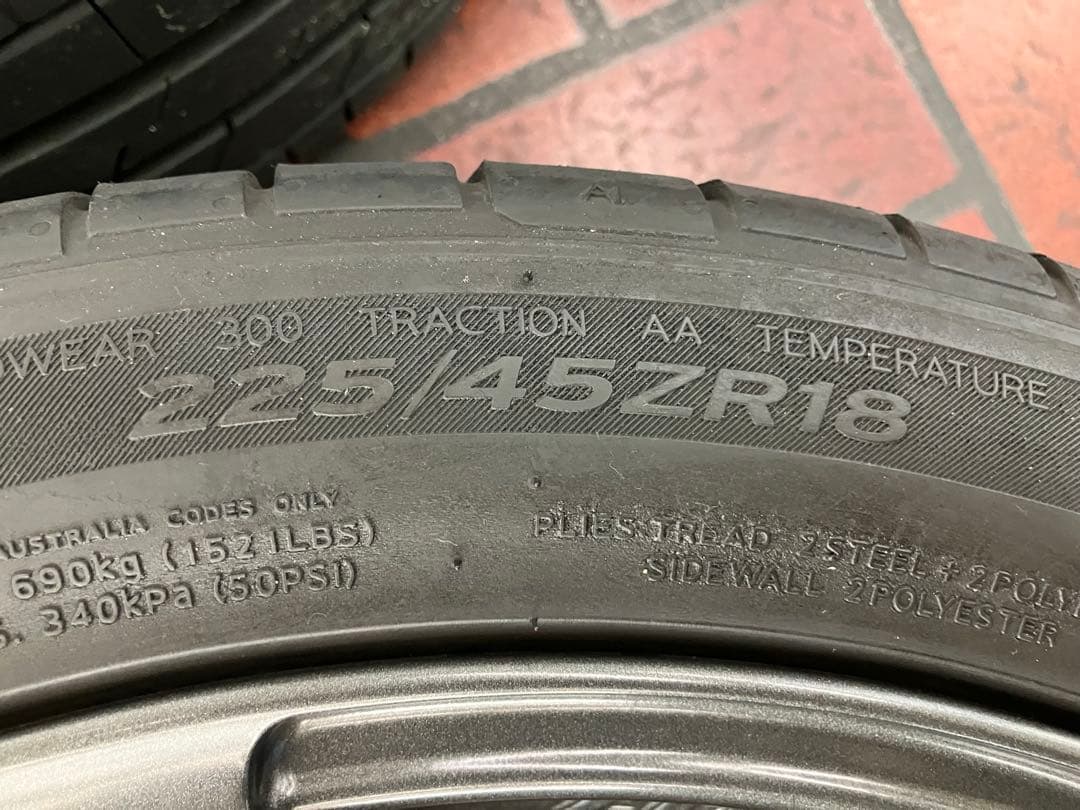 WEAR 300 TRACTION AA TEMPERATURE
225/45ZR18
AUSTRALIA CODES ONLY
690kg (1521LBS)
340kPa (50PSI)
PLIES TREAD 2STEEL + 2POLY
SIDEWALL 2POLYESTER